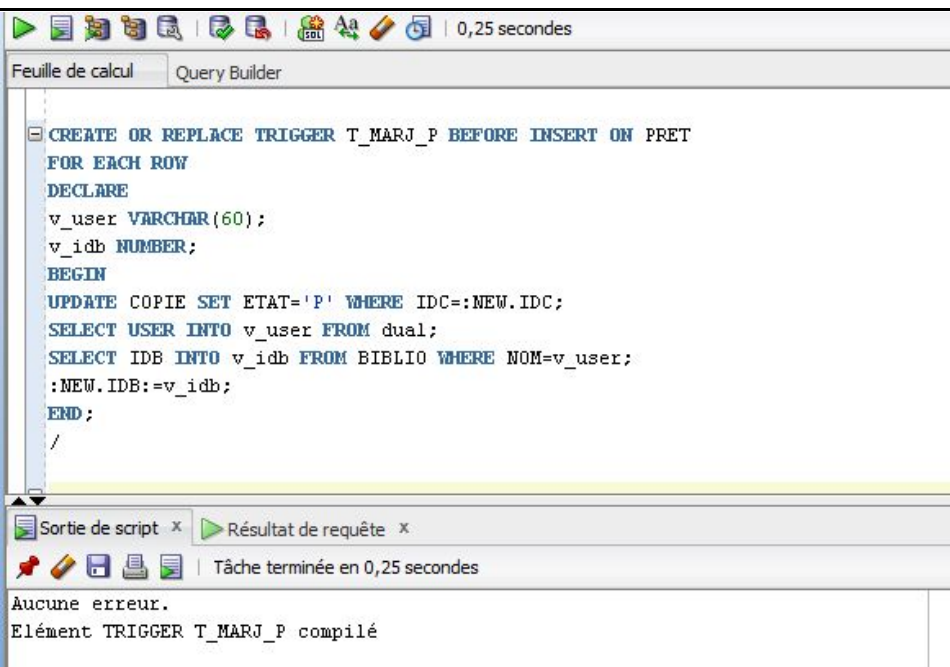 0,25 secondes
Feuille de calcul Query Builder
CREATE OR REPLACE TRIGGER T_MARJ_P BEFORE INSERT ON PRET
FOR EACH ROW
DECLARE
v_user VARCHAR(60);
v_idb NUMBER;
BEGIN
UPDATE COPIE SET ETAT='P' WHERE IDC=:NEW.IDC;
SELECT USER INTO v_user FROM dual;
SELECT IDB INTO v_idb FROM BIBLIO WHERE NOM=v_user;
:NEW.IDB:=v_idb;
END;
/
Sortie de script x Résultat de requête x
Tâche terminée en 0,25 secondes
Aucune erreur.
Elément TRIGGER T_MARJ_P compilé